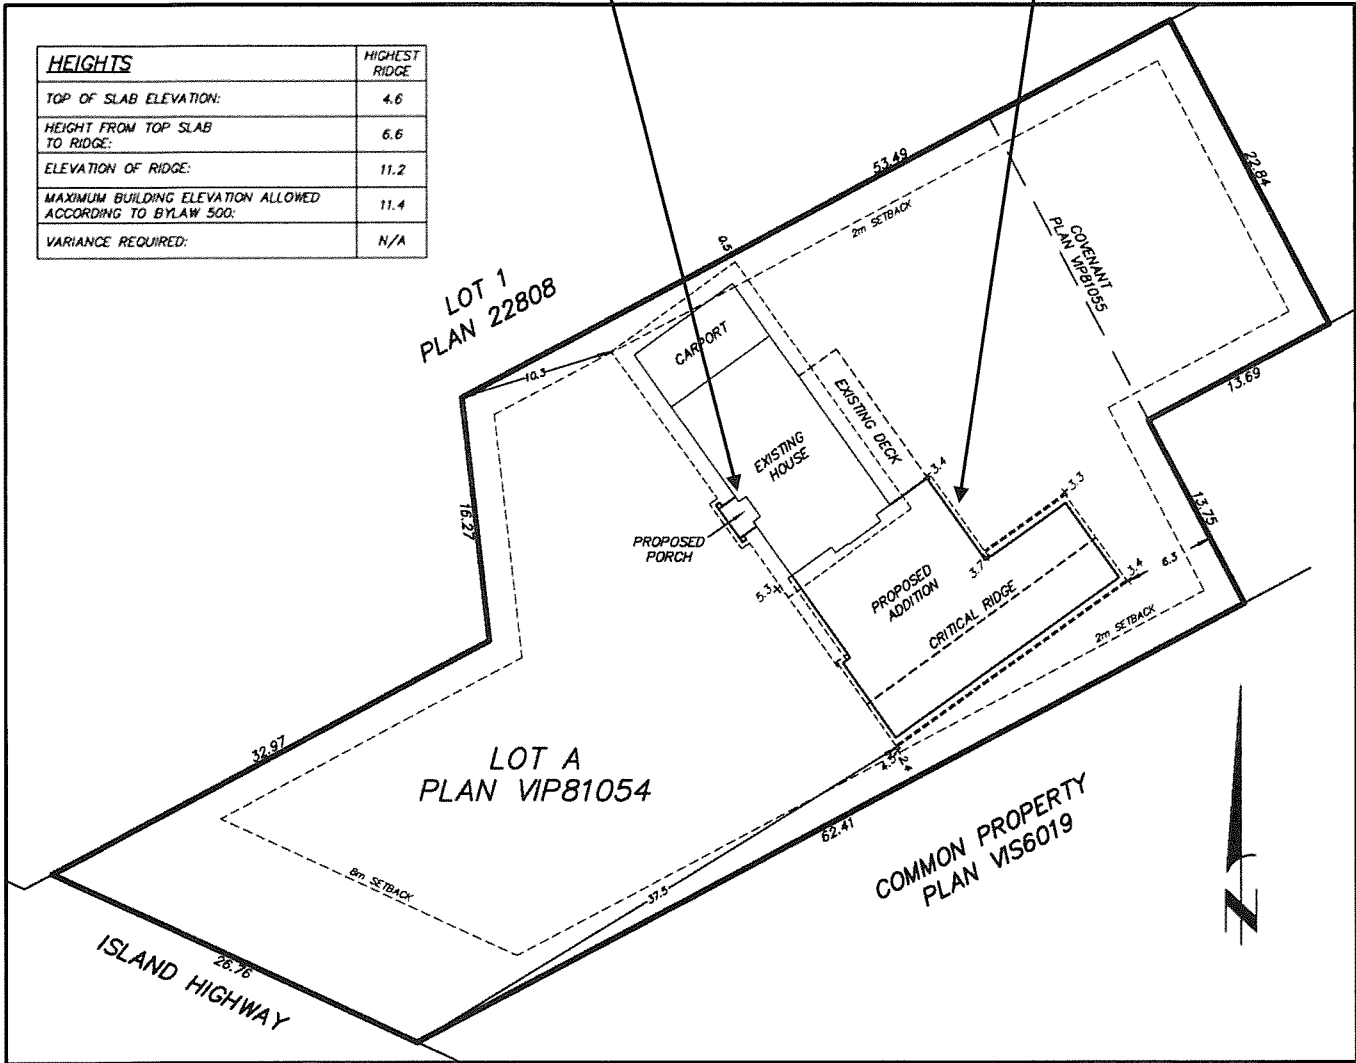 HEIGHTS
HIGHEST
RIDGE
TOP OF SLAB ELEVATION:
4.6
HEIGHT FROM TOP SLAB
TO RIDGE:
6.6
ELEVATION OF RIDGE:
11.2
MAXIMUM BUILDING ELEVATION ALLOWED
ACCORDING TO BYLAW 500:
11.4
VARIANCE REQUIRED:
N/A
53.49
22.84
2m SETBACK
0.5
COVENANT
PLAN VIP81055
LOT 1
PLAN 22808
CARPORT
10.3
13.69
EXISTING DECK
EXISTING
HOUSE
3.4
3.3
16.27
13.75
PROPOSED
PORCH
3.7
6.3
3.4
5.3
PROPOSED
ADDITION
CRITICAL RIDGE
2m SETBACK
32.97
LOT A
PLAN VIP81054
4.5
2.
62.41
COMMON PROPERTY
PLAN VIS6019
8m SETBACK
37.5
ISLAND HIGHWAY
26.76
N